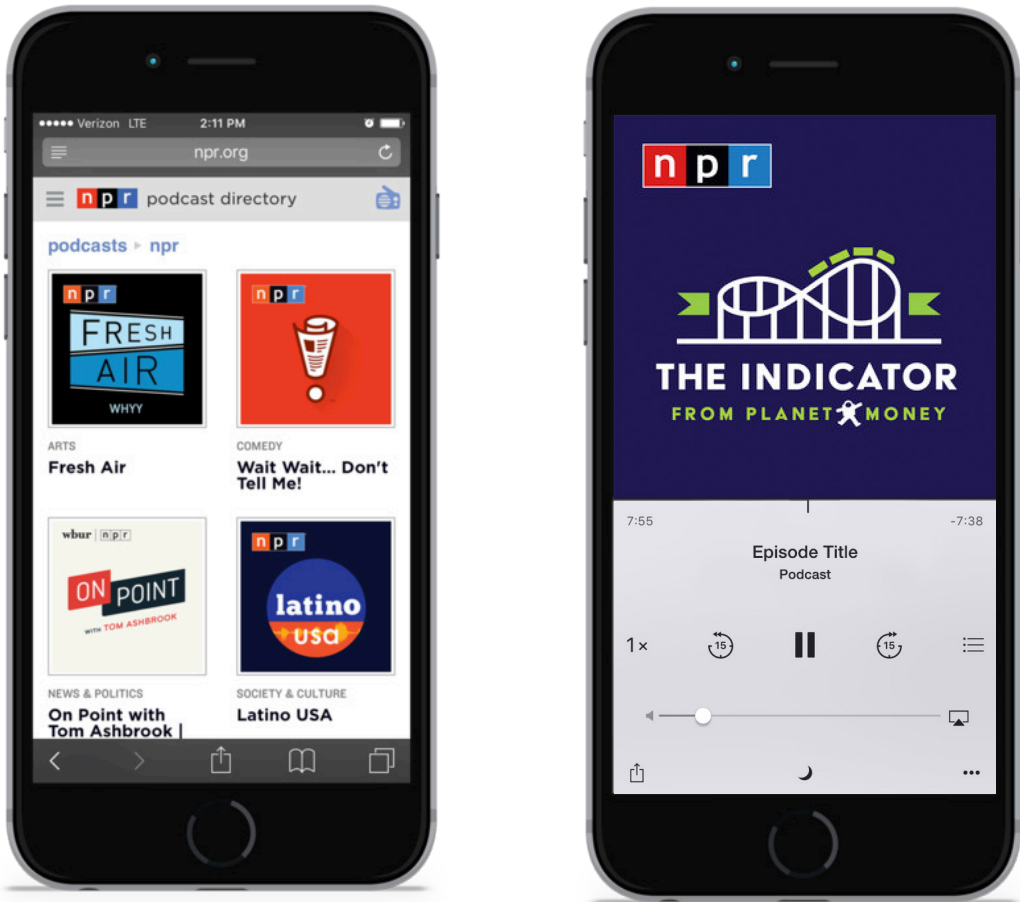 Verizon LTE 2:11 PM
npr.org
npr podcast directory
podcasts npr
npr
FRESH
AIR
WHYY
ARTS
Fresh Air
npr
COMEDY
Wait Wait... Don't
Tell Me!
wbur | npr
ON POINT
WITH TOM ASHBROOK
NEWS & POLITICS
On Point with
Tom Ashbrook |
npr
latino
usa
SOCIETY & CULTURE
Latino USA
npr
THE INDICATOR
FROM PLANET MONEY
7:55 -7:38
Episode Title
Podcast
1× 15 15